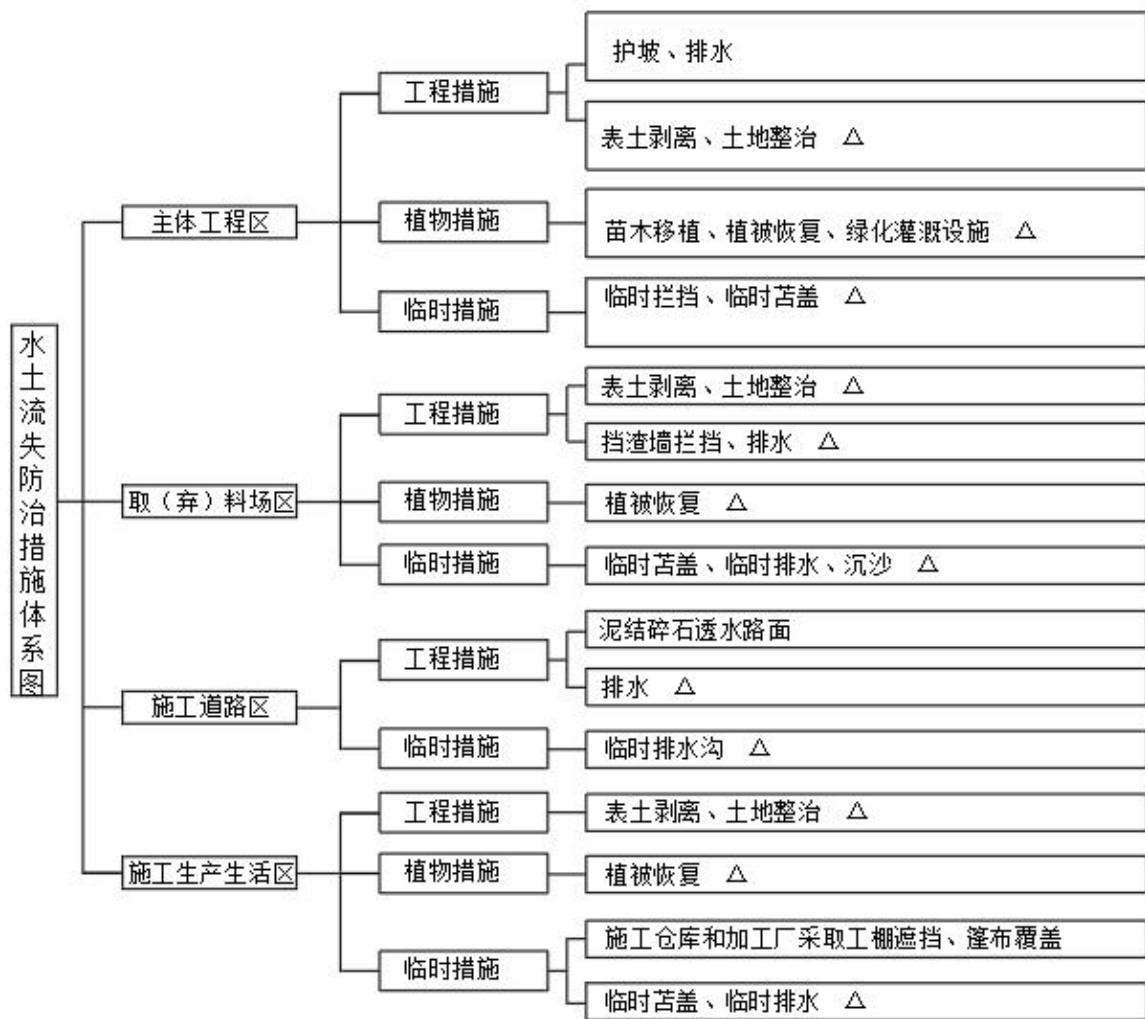 水土流失防治措施体系图
主体工程区
工程措施
护坡、排水
表土剥离、土地整治 △
植物措施
苗木移植、植被恢复、绿化灌溉设施 △
临时措施
临时拦挡、临时苫盖 △
取（弃）料场区
工程措施
表土剥离、土地整治 △
挡渣墙拦挡、排水 △
植物措施
植被恢复 △
临时措施
临时苫盖、临时排水、沉沙 △
施工道路区
工程措施
泥结碎石透水路面
排水 △
临时措施
临时排水沟 △
施工生产生活区
工程措施
表土剥离、土地整治 △
植物措施
植被恢复 △
临时措施
施工仓库和加工厂采取工棚遮挡、篷布覆盖
临时苫盖、临时排水 △